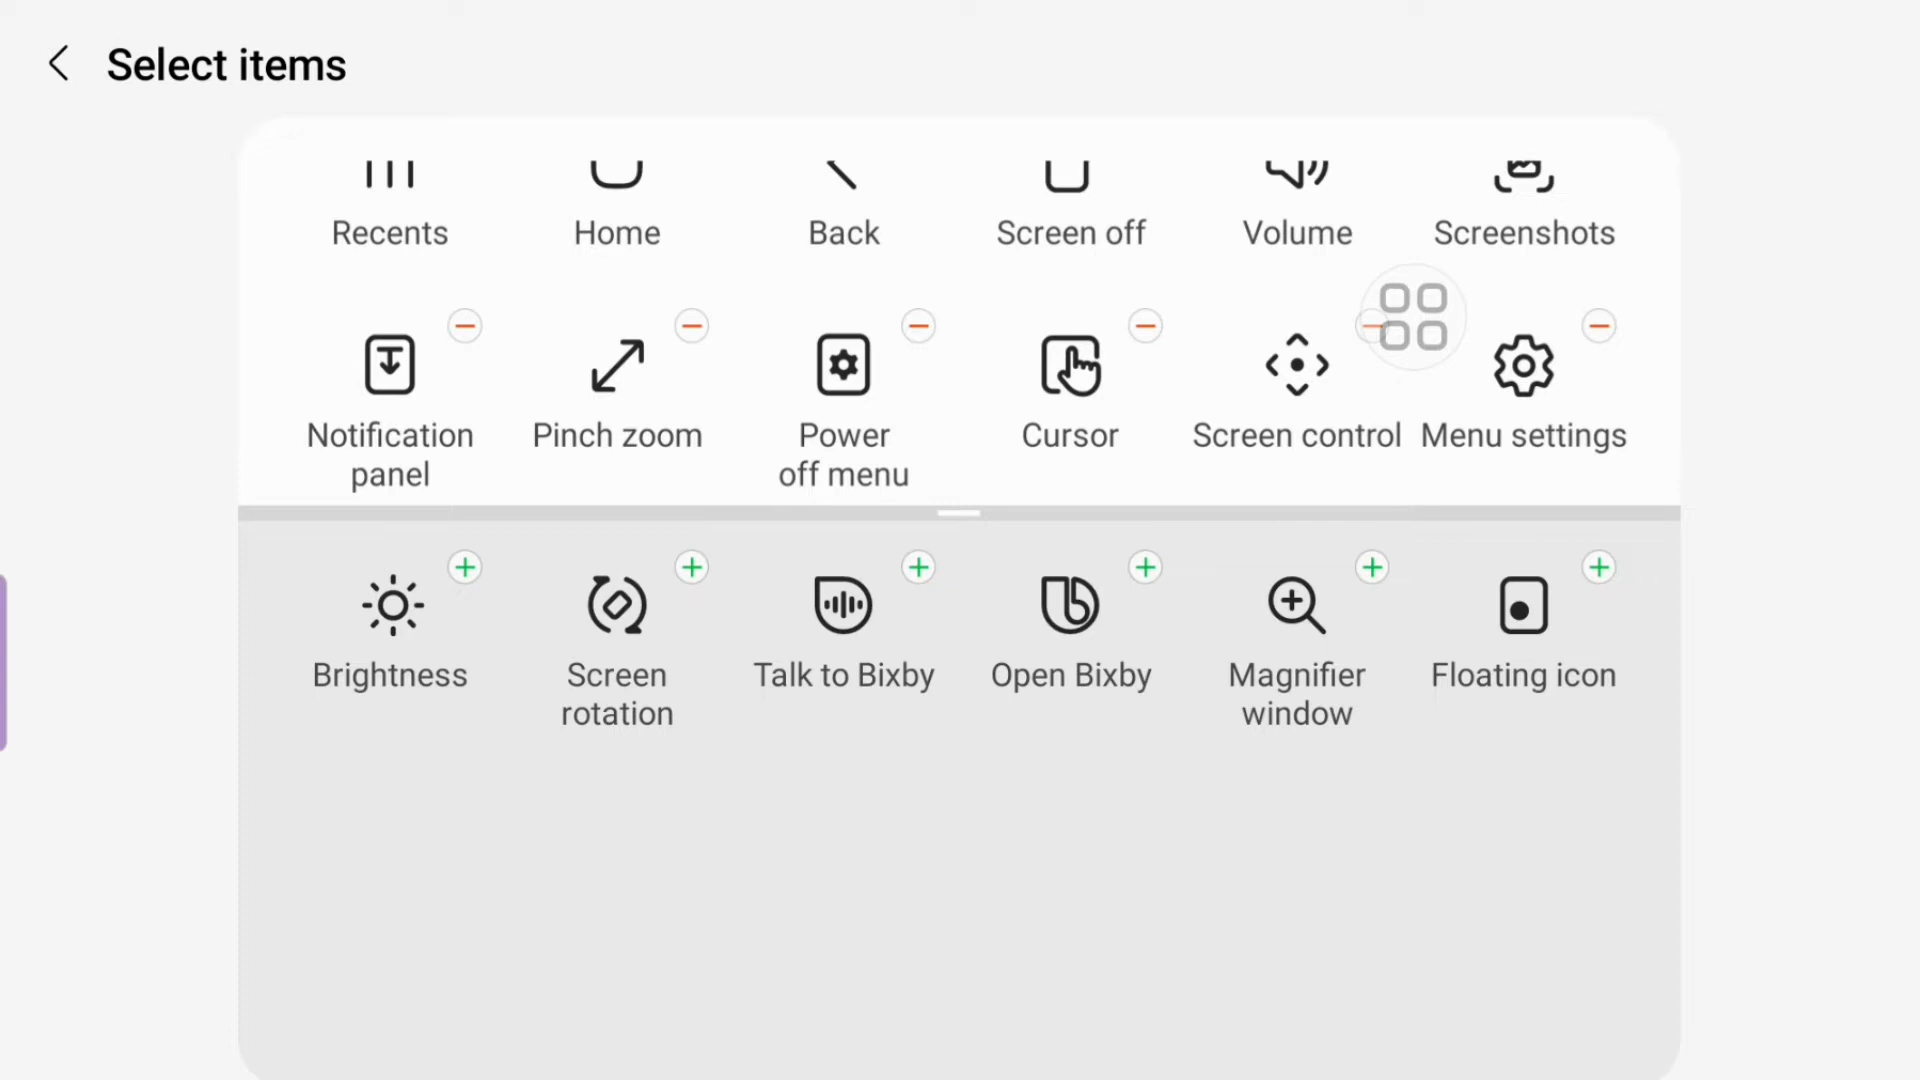 Select items
Recents
Home
Back
Screen off
Volume
Screenshots
Notification
panel
Pinch zoom
Power
off menu
Cursor
Screen control
Menu settings
Brightness
Screen
rotation
Talk to Bixby
Open Bixby
Magnifier
window
Floating icon